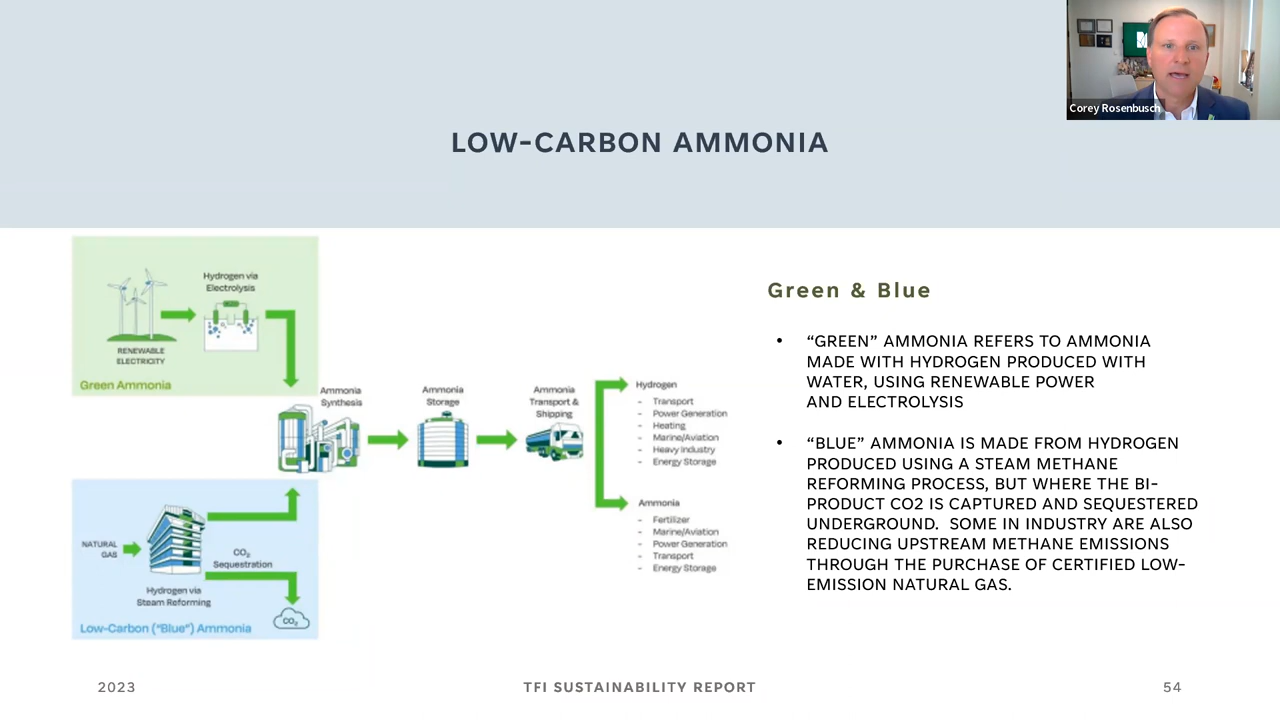 Corey Rosenbusch
LOW-CARBON AMMONIA
Hydrogen via
Electrolysis
RENEWABLE
ELECTRICITY
Green Ammonia
Ammonia
Synthesis
Ammonia
Storage
Ammonia
Transport &
Shipping
Hydrogen
- Transport
- Power Generation
- Heating
- Marine/Aviation
- Heavy Industry
- Energy Storage
Ammonia
- Fertilizer
- Marine/Aviation
- Power Generation
- Transport
- Energy Storage
NATURAL
GAS
CO₂
Sequestration
Hydrogen via
Steam Reforming
CO₂
Low-Carbon ("Blue") Ammonia
Green & Blue
• “GREEN” AMMONIA REFERS TO AMMONIA
MADE WITH HYDROGEN PRODUCED WITH
WATER, USING RENEWABLE POWER
AND ELECTROLYSIS
• “BLUE” AMMONIA IS MADE FROM HYDROGEN
PRODUCED USING A STEAM METHANE
REFORMING PROCESS, BUT WHERE THE BI-
PRODUCT CO2 IS CAPTURED AND SEQUESTERED
UNDERGROUND. SOME IN INDUSTRY ARE ALSO
REDUCING UPSTREAM METHANE EMISSIONS
THROUGH THE PURCHASE OF CERTIFIED LOW-
EMISSION NATURAL GAS.
2023
TFI SUSTAINABILITY REPORT
54